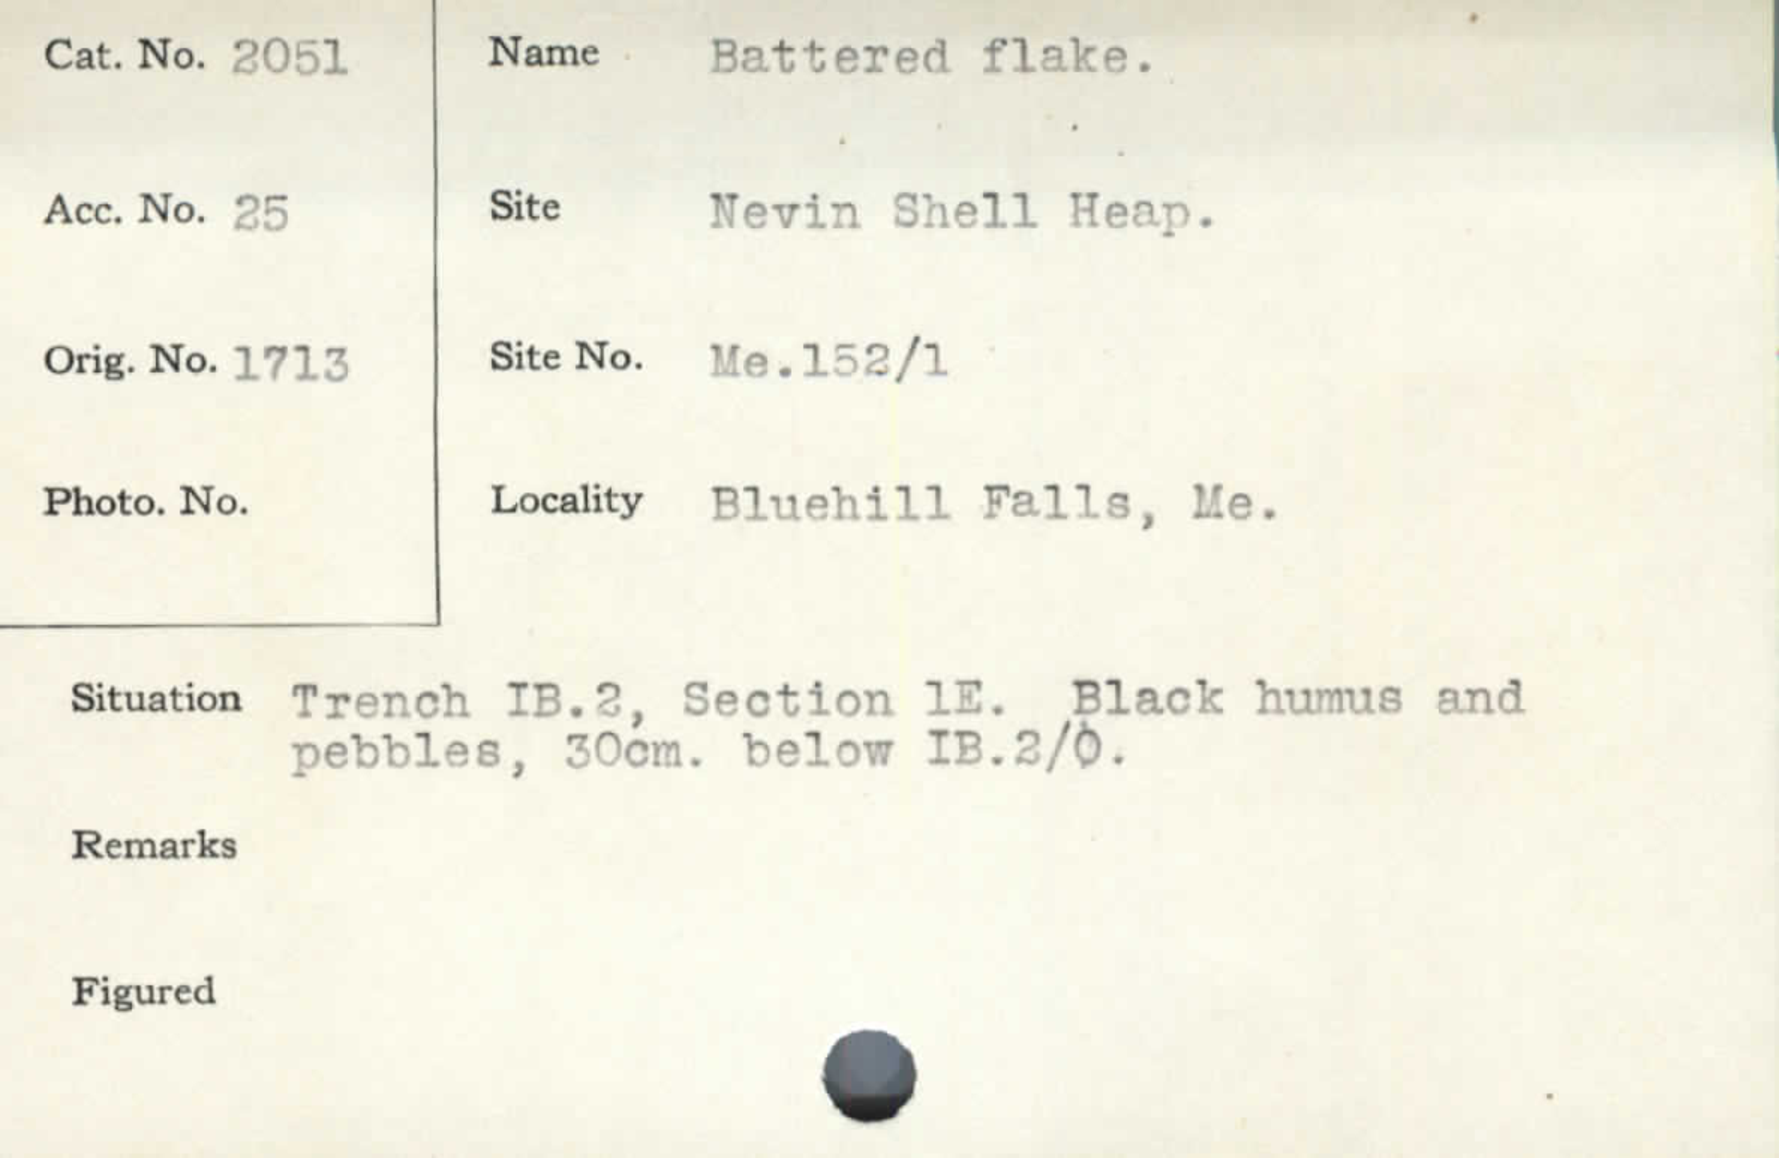 Cat. No. 2051
Name Battered flake.
Acc. No. 25
Site Nevin Shell Heap.
Orig. No. 1713
Site No. Me.152/1
Photo. No.
Locality Bluehill Falls, Me.
Situation Trench IB.2, Section 1E. Black humus and
pebbles, 30cm. below IB.2/0.
Remarks
Figured